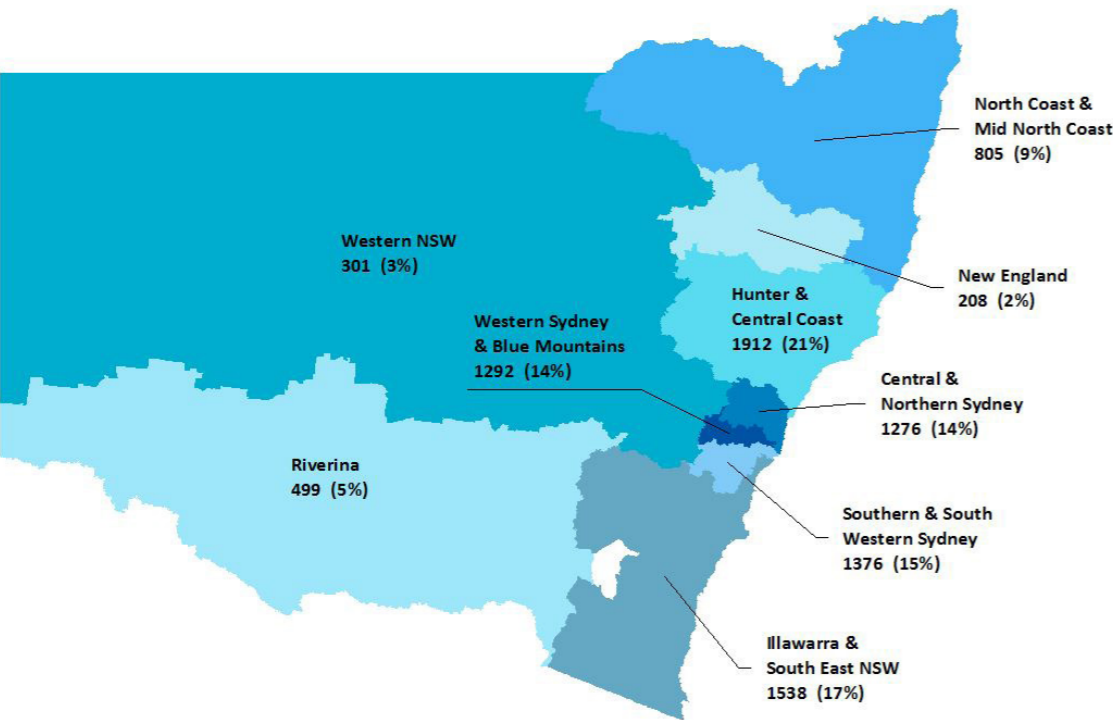 North Coast &
Mid North Coast
805 (9%)
Western NSW
301 (3%)
New England
208 (2%)
Hunter &
Central Coast
1912 (21%)
Western Sydney
& Blue Mountains
1292 (14%)
Central &
Northern Sydney
1276 (14%)
Riverina
499 (5%)
Southern & South
Western Sydney
1376 (15%)
Illawarra &
South East NSW
1538 (17%)